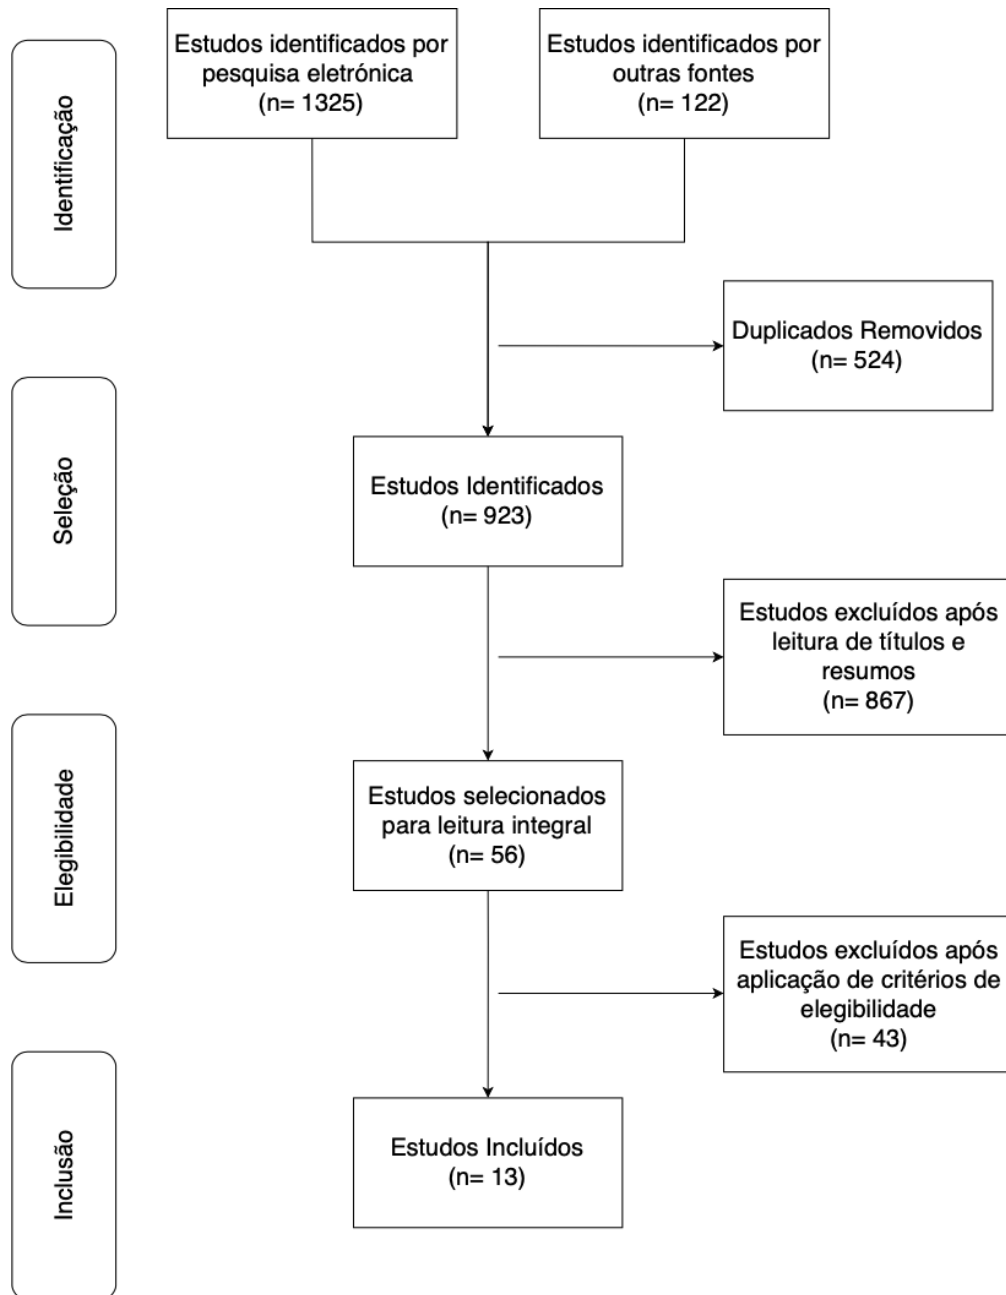 Identificação
Estudos identificados por
pesquisa eletrónica
(n= 1325)
Estudos identificados por
outras fontes
(n= 122)
Duplicados Removidos
(n= 524)
Seleção
Estudos Identificados
(n= 923)
Estudos excluídos após
leitura de títulos e
resumos
(n= 867)
Elegibilidade
Estudos selecionados
para leitura integral
(n= 56)
Estudos excluídos após
aplicação de critérios de
elegibilidade
(n= 43)
Inclusão
Estudos Incluídos
(n= 13)